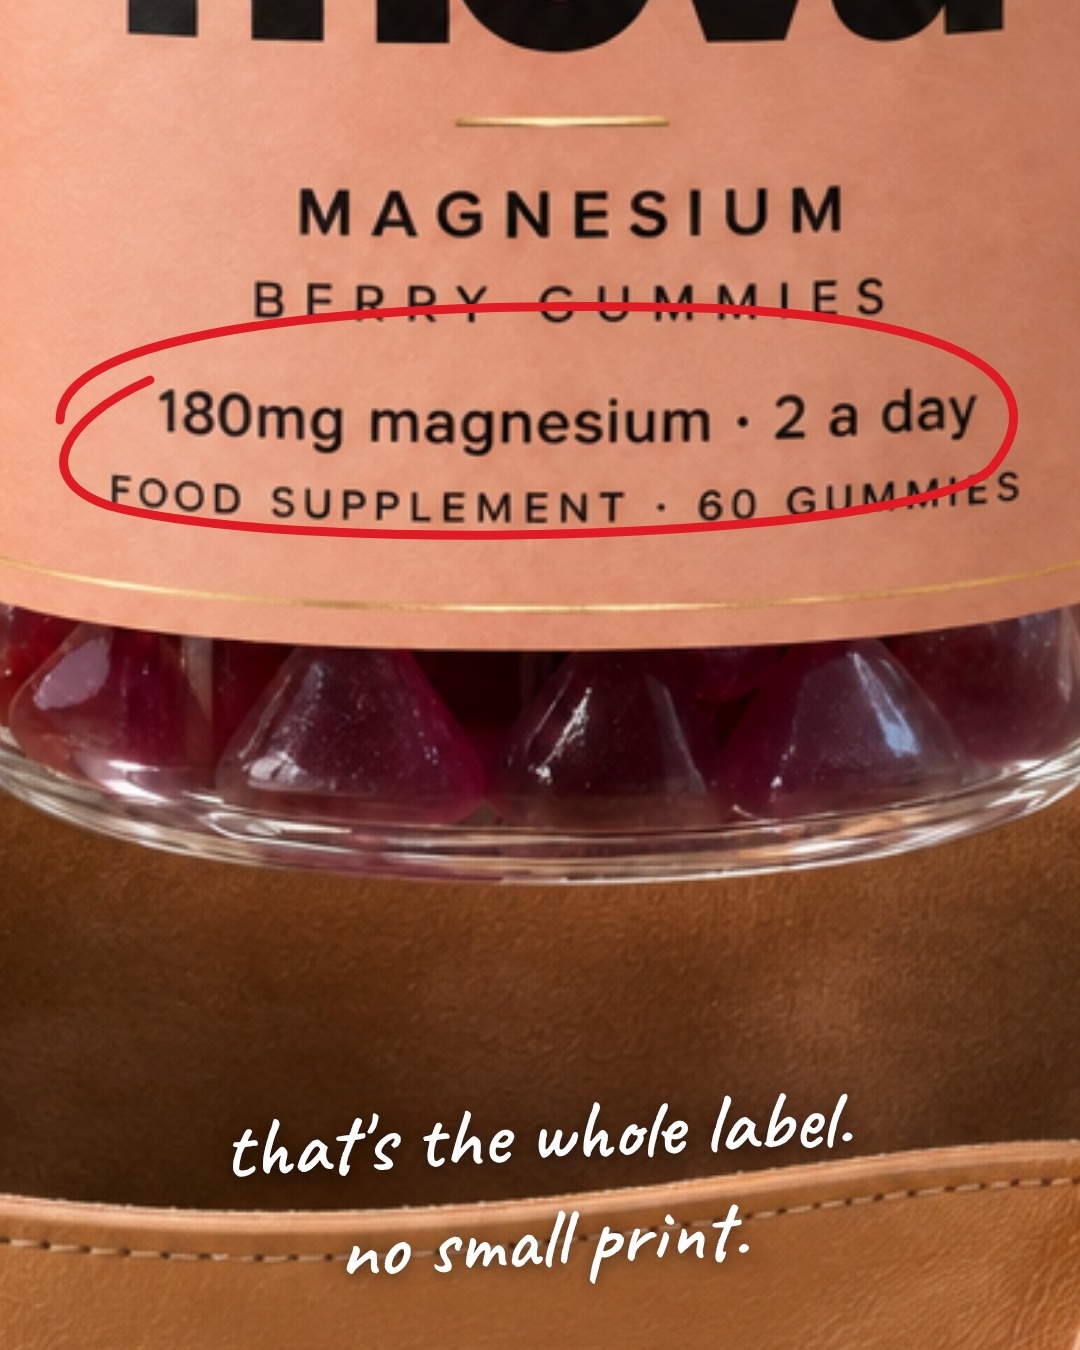 MAGNESIUM
BERRY GUMMIES
180mg magnesium · 2 a day
FOOD SUPPLEMENT · 60 GUMMIES
that's the whole label.
no small print.